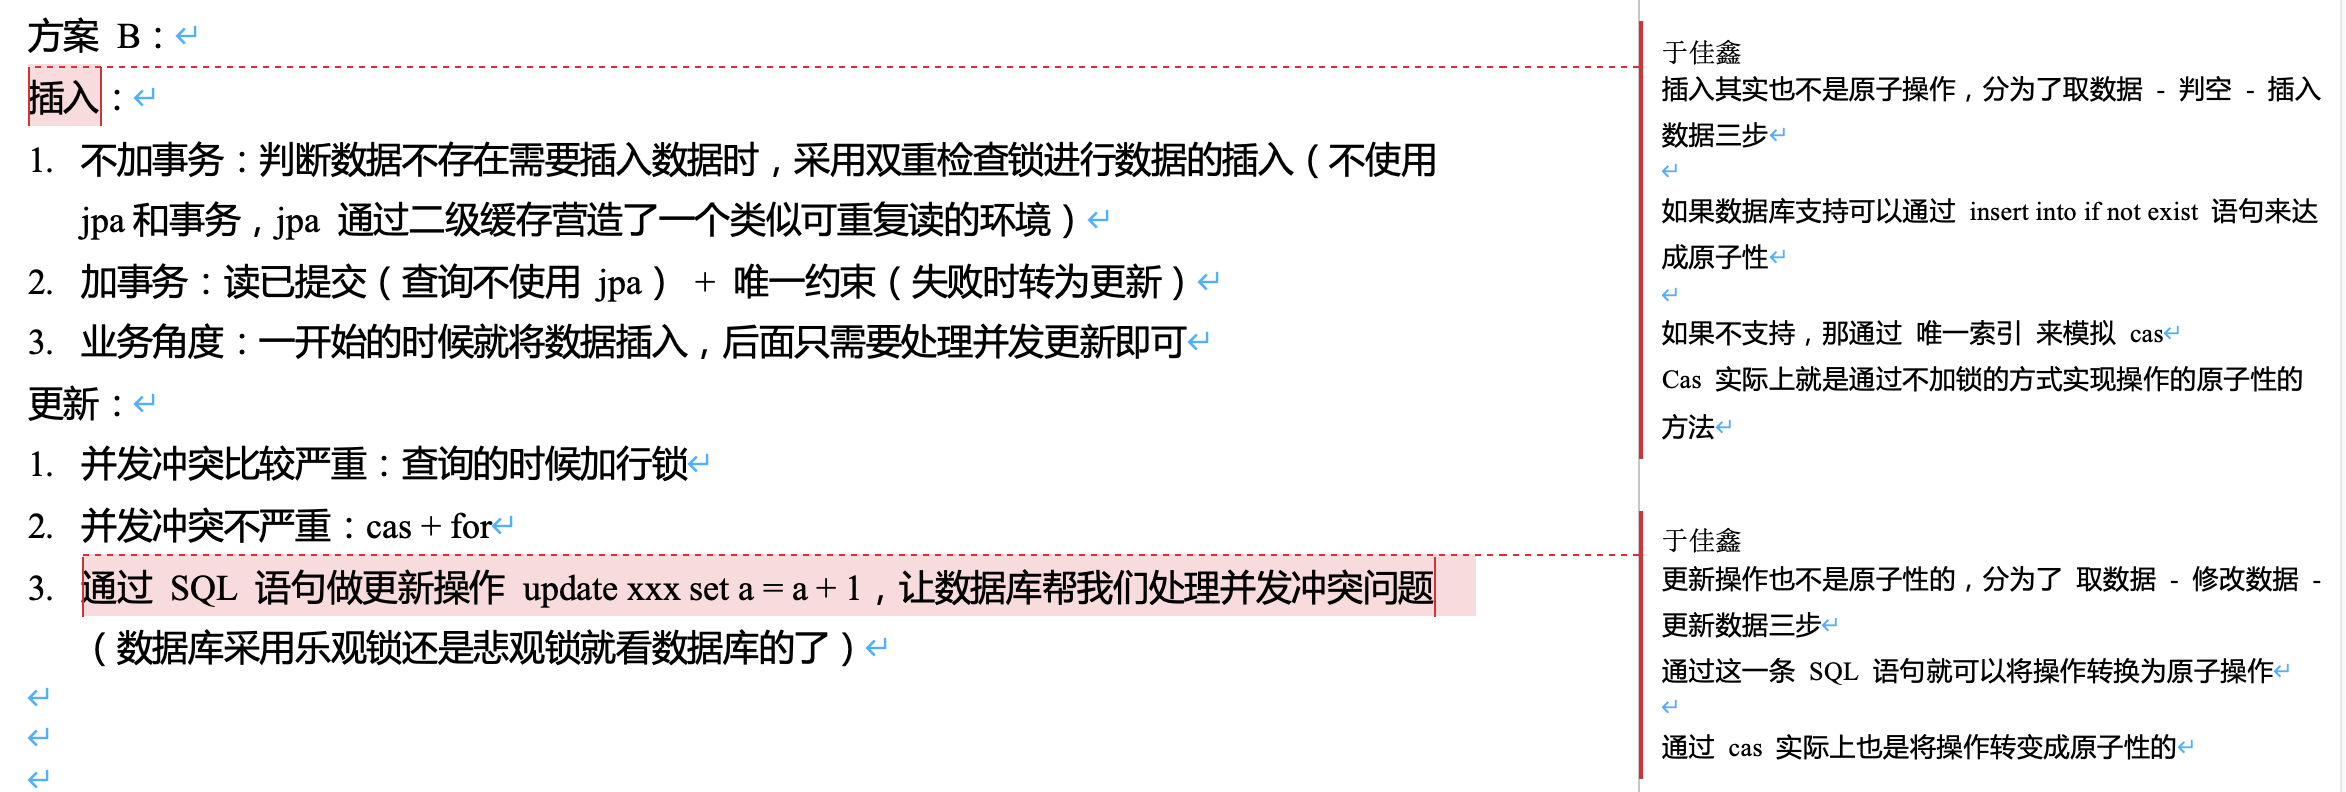 方案 B：
插入：
1. 不加事务：判断数据不存在需要插入数据时，采用双重检查锁进行数据的插入（不使用
jpa 和事务，jpa 通过二级缓存营造了一个类似可重复读的环境）
2. 加事务：读已提交（查询不使用 jpa） + 唯一约束（失败时转为更新）
3. 业务角度：一开始的时候就将数据插入，后面只需要处理并发更新即可
更新：
1. 并发冲突比较严重：查询的时候加行锁
2. 并发冲突不严重：cas + for
3. 通过 SQL 语句做更新操作 update xxx set a = a + 1，让数据库帮我们处理并发冲突问题
（数据库采用乐观锁还是悲观锁就看数据库的了）
于佳鑫
插入其实也不是原子操作，分为了取数据 - 判空 - 插入
数据三步
如果数据库支持可以通过 insert into if not exist 语句来达
成原子性
如果不支持，那通过 唯一索引 来模拟 cas
Cas 实际上就是通过不加锁的方式实现操作的原子性的
方法
于佳鑫
更新操作也不是原子性的，分为了 取数据 - 修改数据 -
更新数据三步
通过这一条 SQL 语句就可以将操作转换为原子操作
通过 cas 实际上也是将操作转变成原子性的